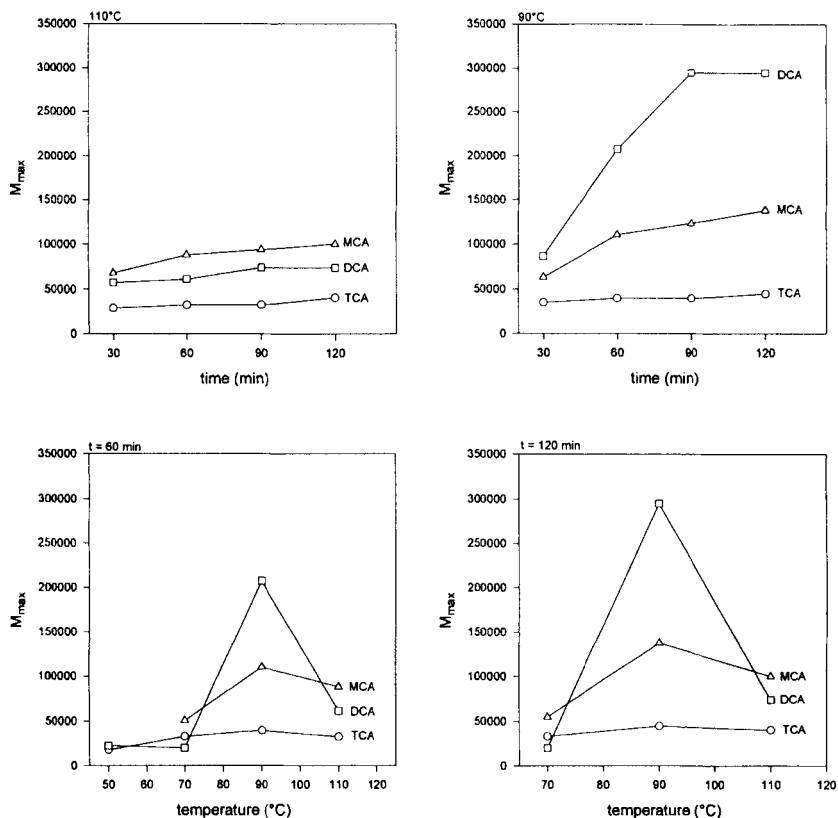 110°C
350000
300000
250000
200000
150000
100000
50000
0
M_max
30 60 90 120
time (min)
MCA
DCA
TCA
90°C
350000
300000
250000
200000
150000
100000
50000
0
M_max
30 60 90 120
time (min)
DCA
MCA
TCA
t = 60 min
350000
300000
250000
200000
150000
100000
50000
0
M_max
50 60 70 80 90 100 110 120
temperature (°C)
MCA
DCA
TCA
t = 120 min
350000
300000
250000
200000
150000
100000
50000
0
M_max
70 80 90 100 110 120
temperature (°C)
MCA
DCA
TCA